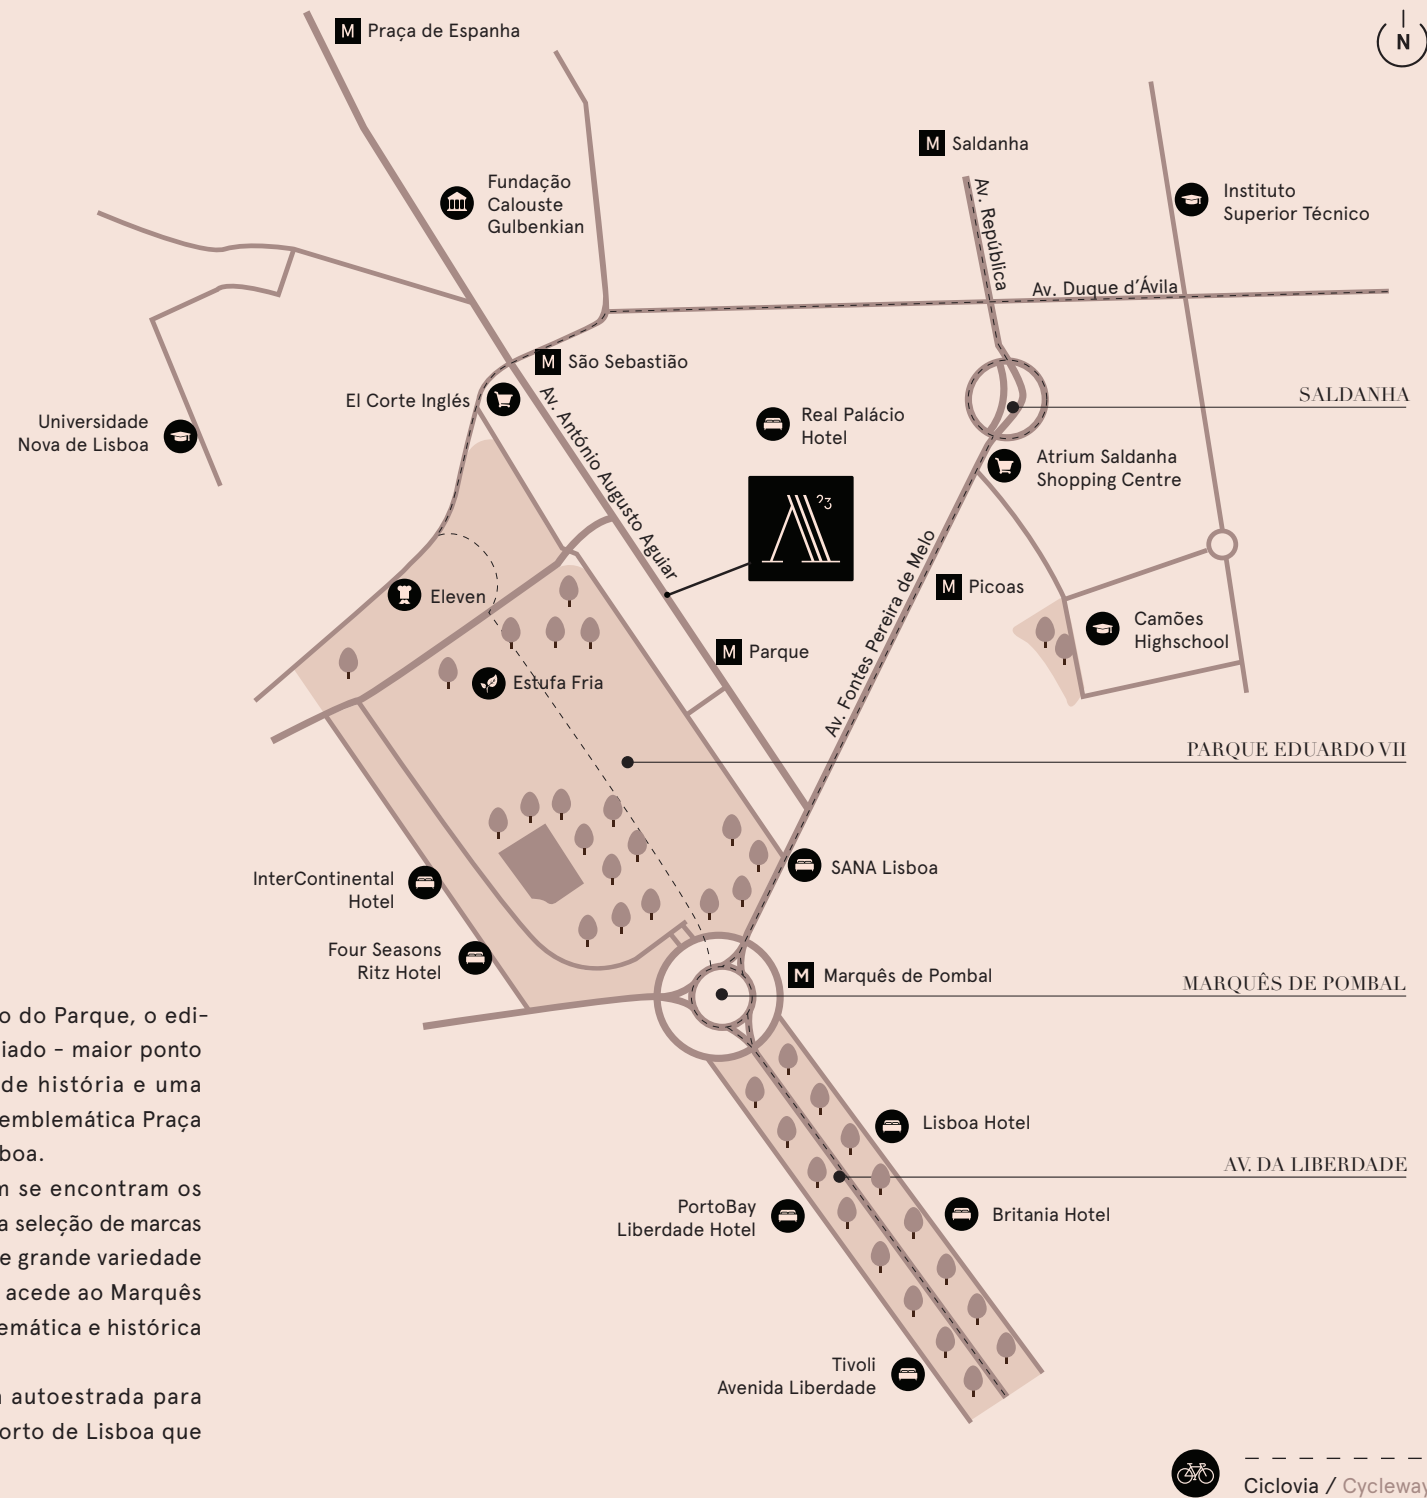 M Praça de Espanha
N
M Saldanha
Fundação
Calouste
Gulbenkian
Av. República
Instituto
Superior Técnico
Av. Duque d'Ávila
M São Sebastião
El Corte Inglés
Av. António Augusto Aguiar
SALDANHA
Universidade
Nova de Lisboa
Real Palácio
Hotel
Atrium Saldanha
Shopping Centre
A 23
Av. Fontes Pereira de Melo
M Picoas
Eleven
Camões
Highschool
M Parque
Estufa Fria
PARQUE EDUARDO VII
SANA Lisboa
InterContinental
Hotel
Four Seasons
Ritz Hotel
M Marquês de Pombal
MARQUÊS DE POMBAL
o do Parque, o edi-
iado - maior ponto
de história e uma
emblemática Praça
boa.
m se encontram os
a seleção de marcas
e grande variedade
acede ao Marquês
emática e histórica
a autoestrada para
orto de Lisboa que
Lisboa Hotel
AV. DA LIBERDADE
PortoBay
Liberdade Hotel
Britania Hotel
Tivoli
Avenida Liberdade
Ciclovia / Cycleway